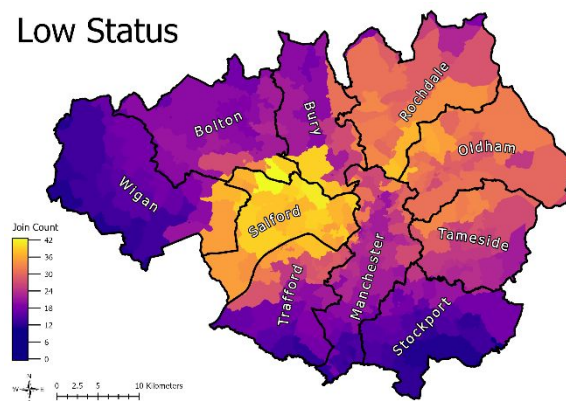 Low Status
Bolton
Bury
Rochdale
Oldham
Wigan
Salford
Tameside
Trafford
Manchester
Stockport
Join Count
42
36
30
24
18
12
6
0
N
W
E
S
0 2.5 5 10 Kilometers